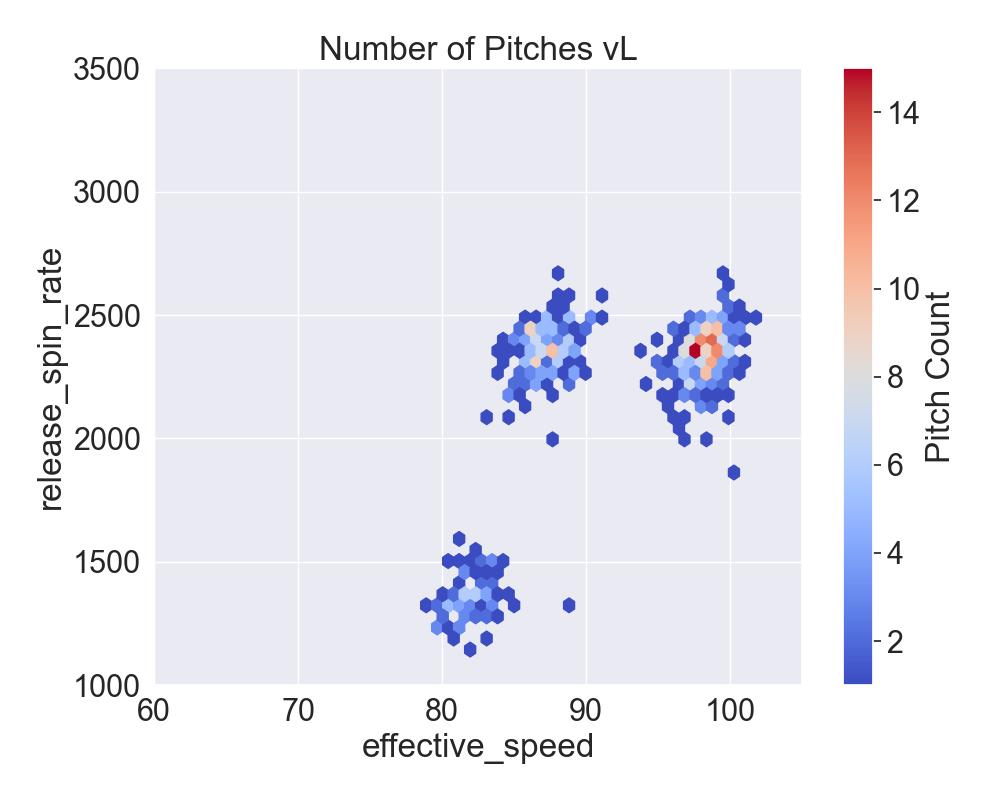 Number of Pitches vL
3500
3000
2500
2000
1500
1000
release_spin_rate
60 70 80 90 100
effective_speed
14
12
10
8
6
4
2
Pitch Count